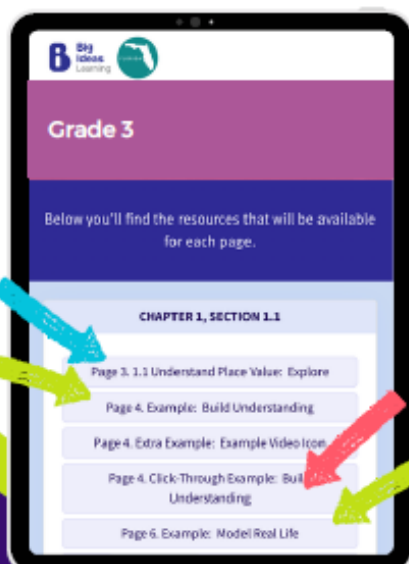 Big
Ideas
Learning
Grade 3
Below you'll find the resources that will be available
for each page.
CHAPTER 1, SECTION 1.1
Page 3. 1.1 Understand Place Value: Explore
Page 4. Example: Build Understanding
Page 4. Extra Example: Example Video Icon
Page 4. Click-Through Example:
Understanding
Page 6. Example: Model Real Life